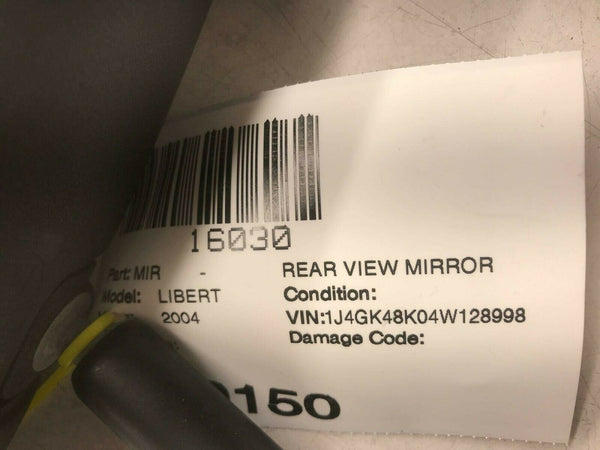 16030
Part: MIR - REAR VIEW MIRROR
Model: LIBERT Condition:
2004 VIN:1J4GK48K04W128998
Damage Code:
150